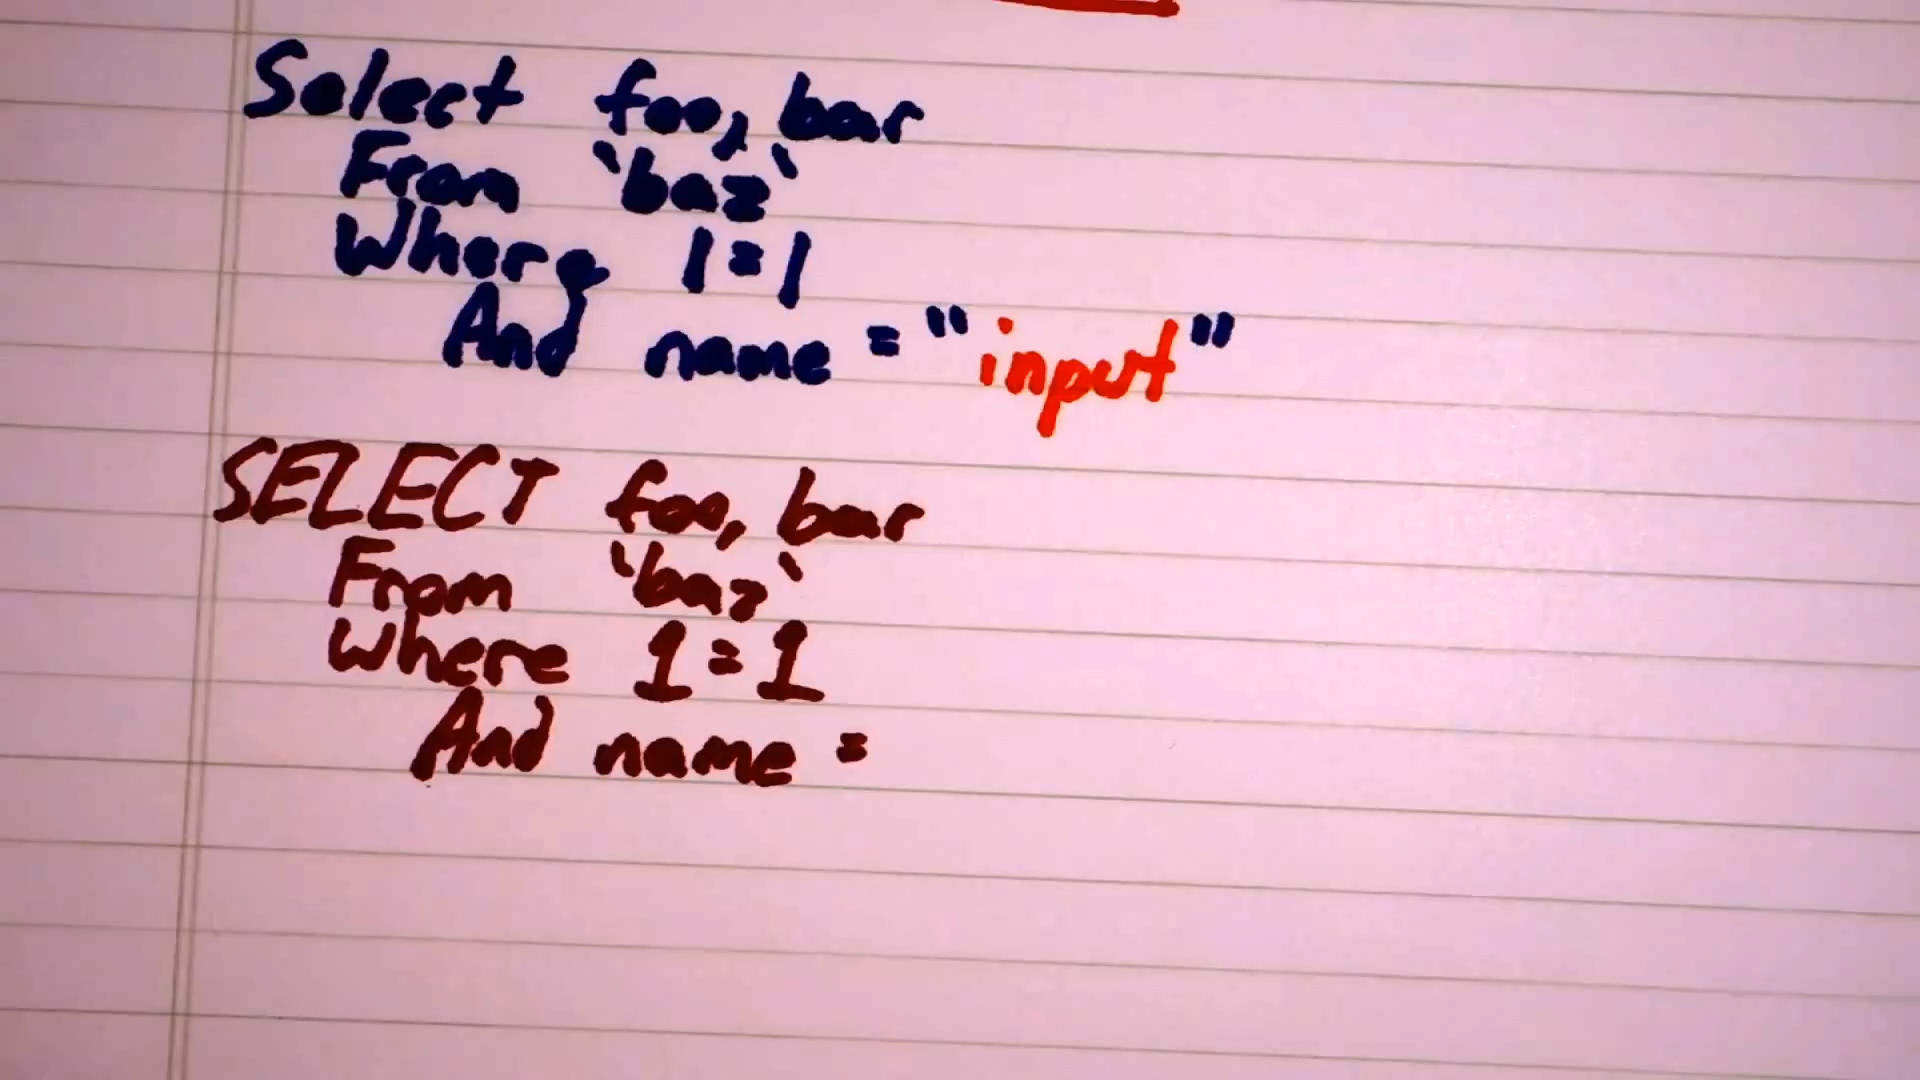 Select foo, bar
From `baz`
Where 1=1
And name = "input"
SELECT foo, bar
From `baz`
Where 1=1
And name =